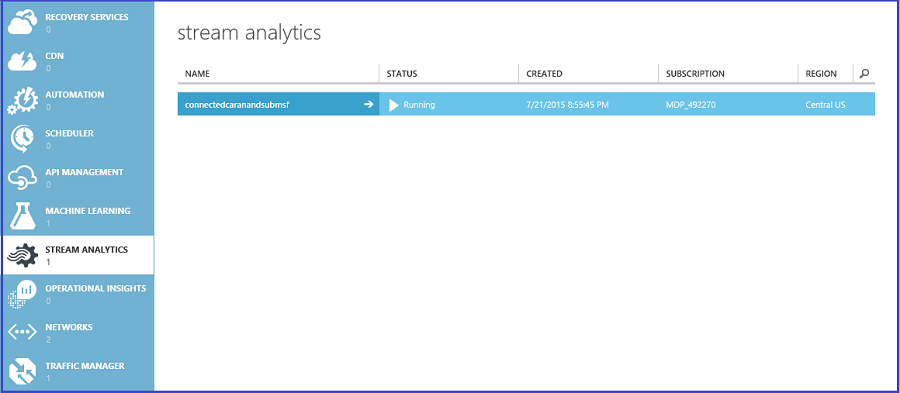 RECOVERY SERVICES
0
CDN
0
AUTOMATION
0
SCHEDULER
0
API MANAGEMENT
0
MACHINE LEARNING
1
STREAM ANALYTICS
1
OPERATIONAL INSIGHTS
0
NETWORKS
2
TRAFFIC MANAGER
1
stream analytics
NAME STATUS CREATED SUBSCRIPTION REGION
connectedcaranandsubmsf Running 7/21/2015 8:55:45 PM MDP_492270 Central US